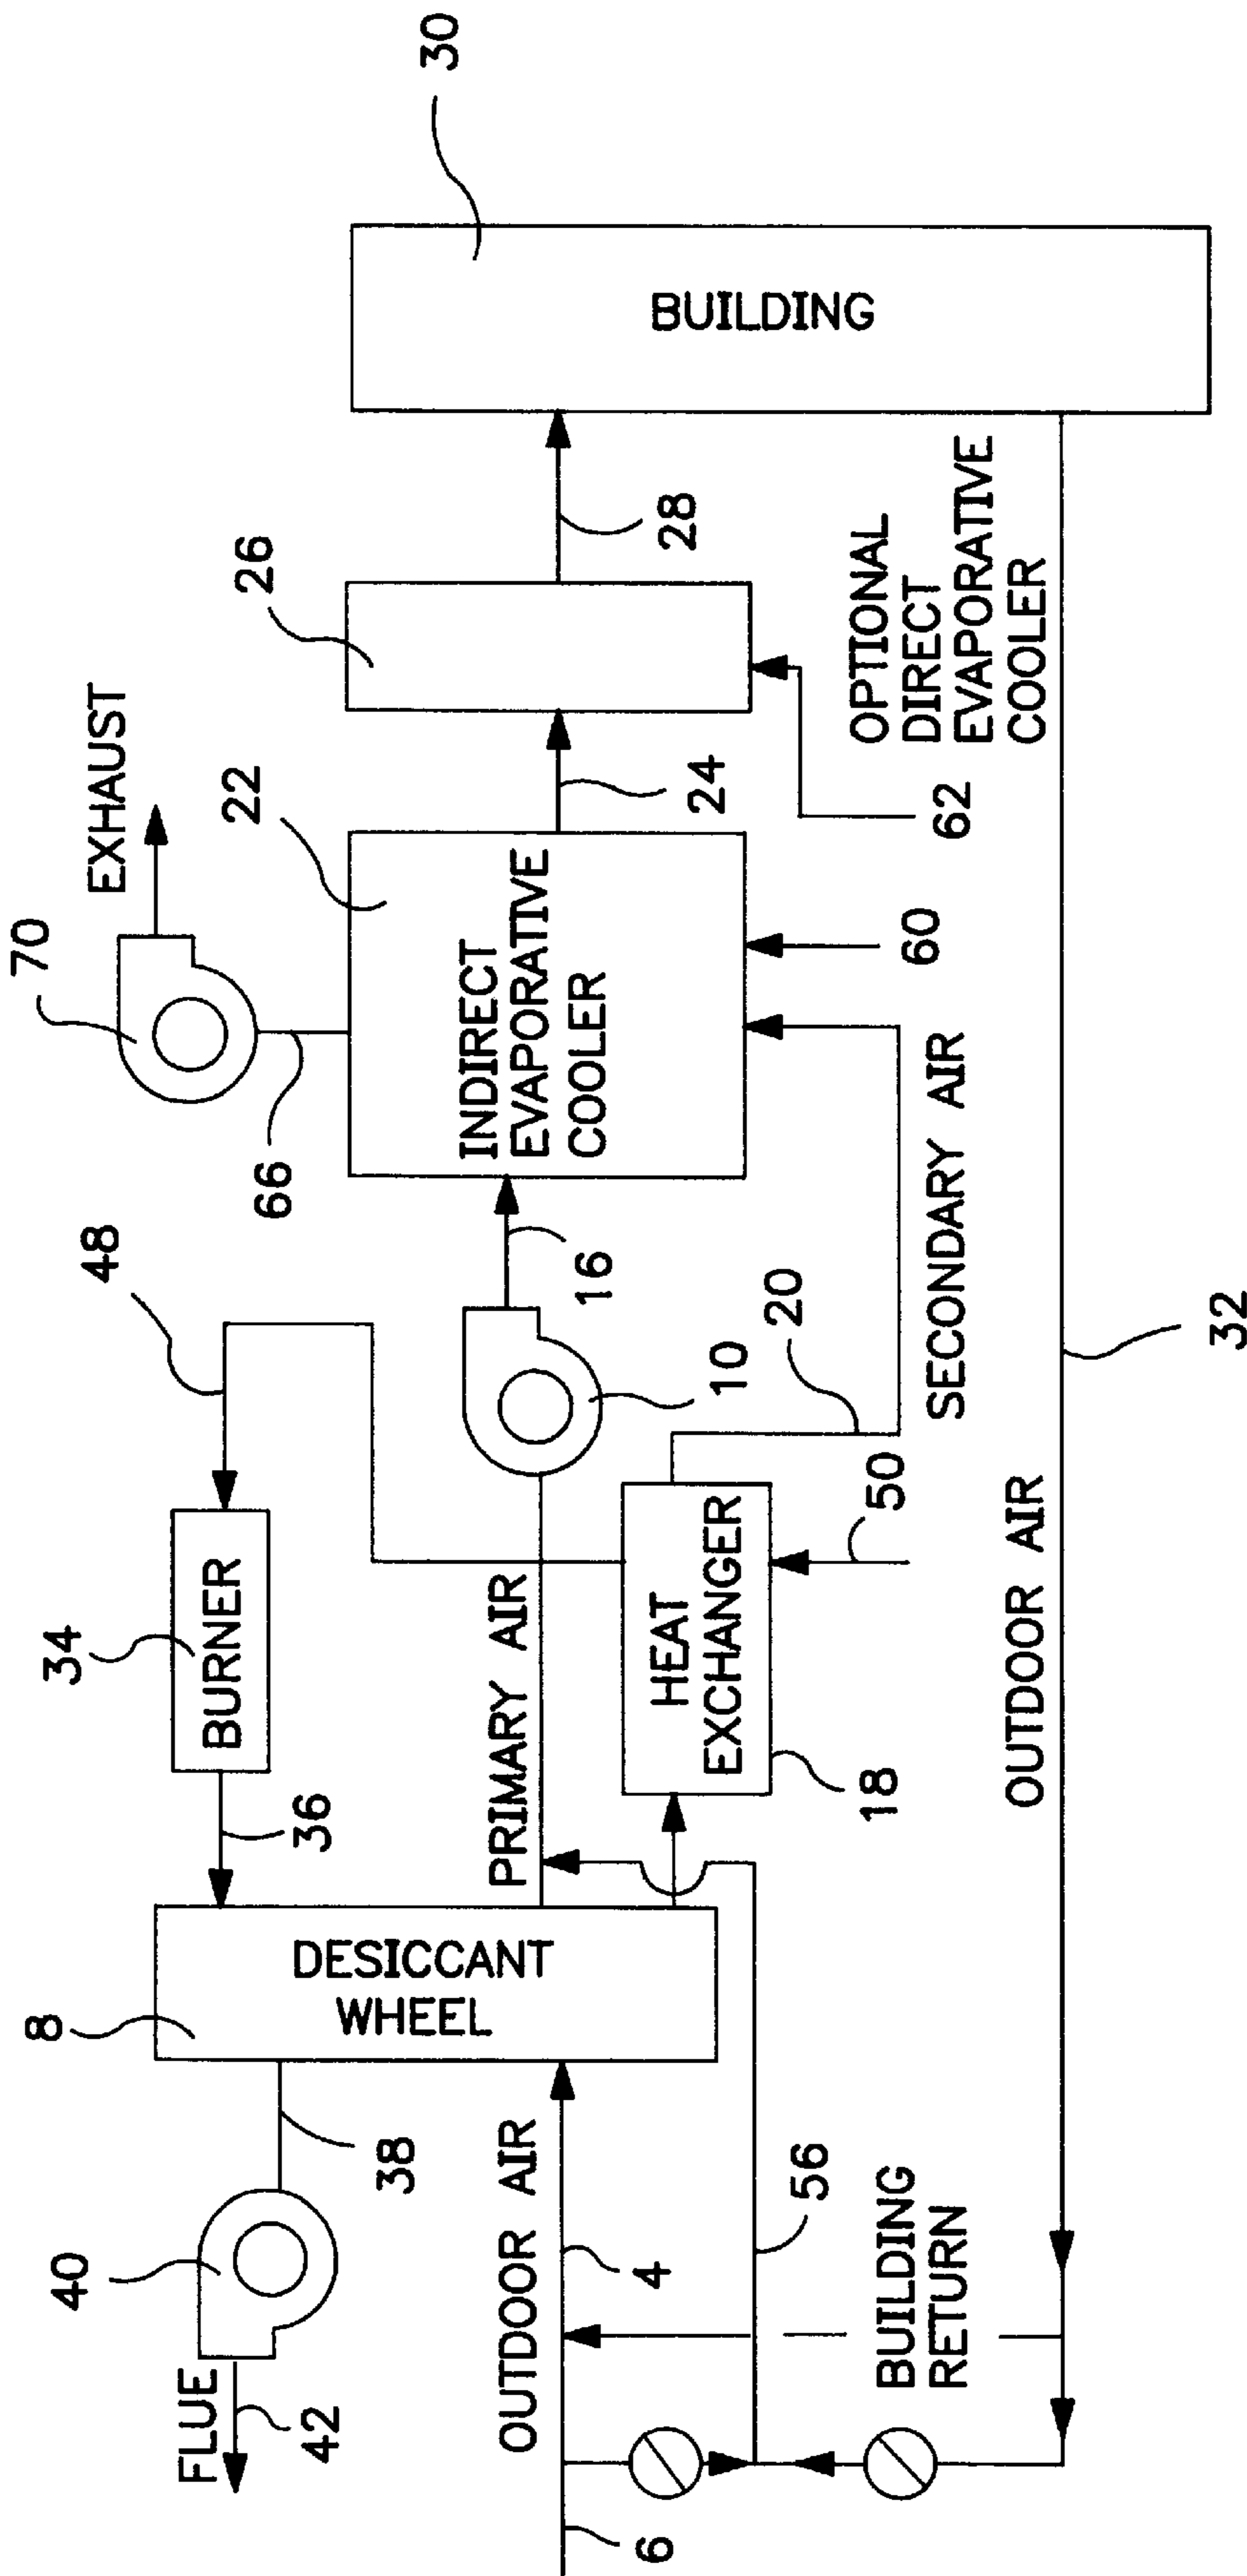 EXHAUST
70
22
26
30
66
INDIRECT
EVAPORATIVE
COOLER
24
28
BUILDING
48
34
BURNER
36
16
10
20
60
62
OPTIONAL
DIRECT
EVAPORATIVE
COOLER
PRIMARY AIR
HEAT
EXCHANGER
18
50
SECONDARY AIR
8
DESICCANT
WHEEL
40
38
FLUE
42
OUTDOOR AIR
4
6
56
BUILDING
RETURN
OUTDOOR AIR
32